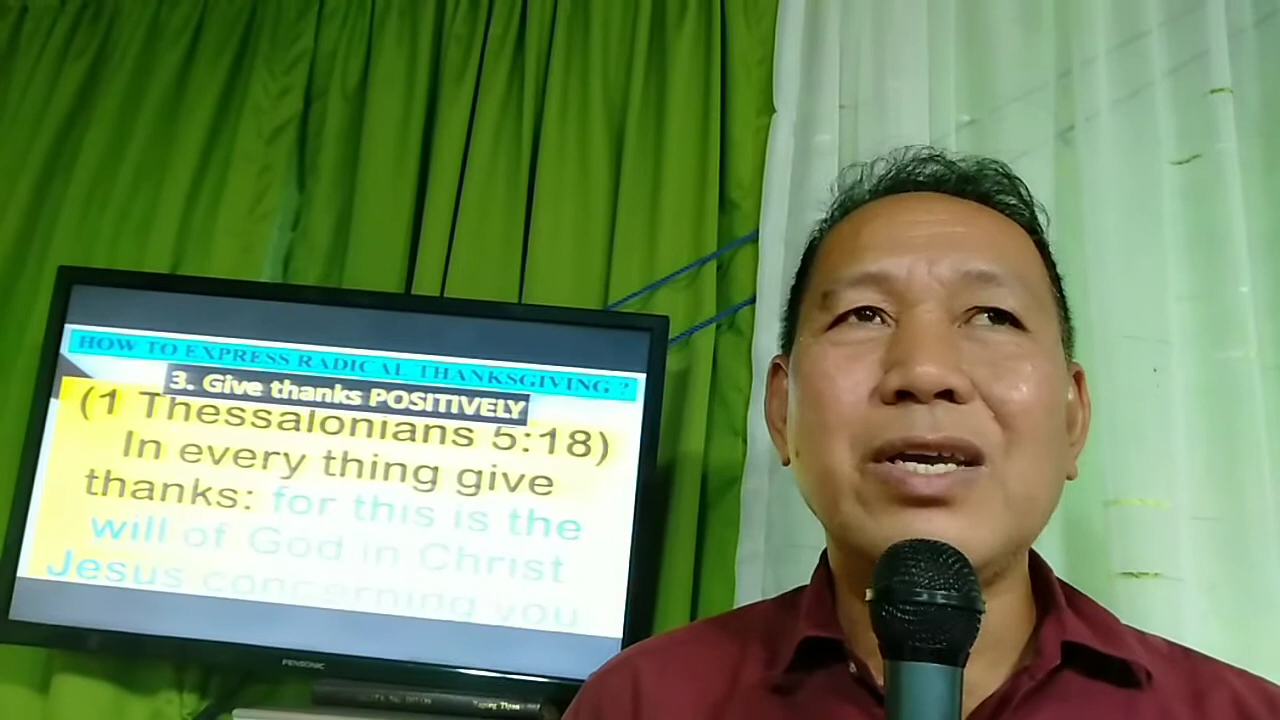 HOW TO EXPRESS RADICAL THANKSGIVING ?
3. Give thanks POSITIVELY
(1 Thessalonians 5:18)
In every thing give
thanks: for this is the
will of God in Christ
Jesus concerning you
PENSONIC